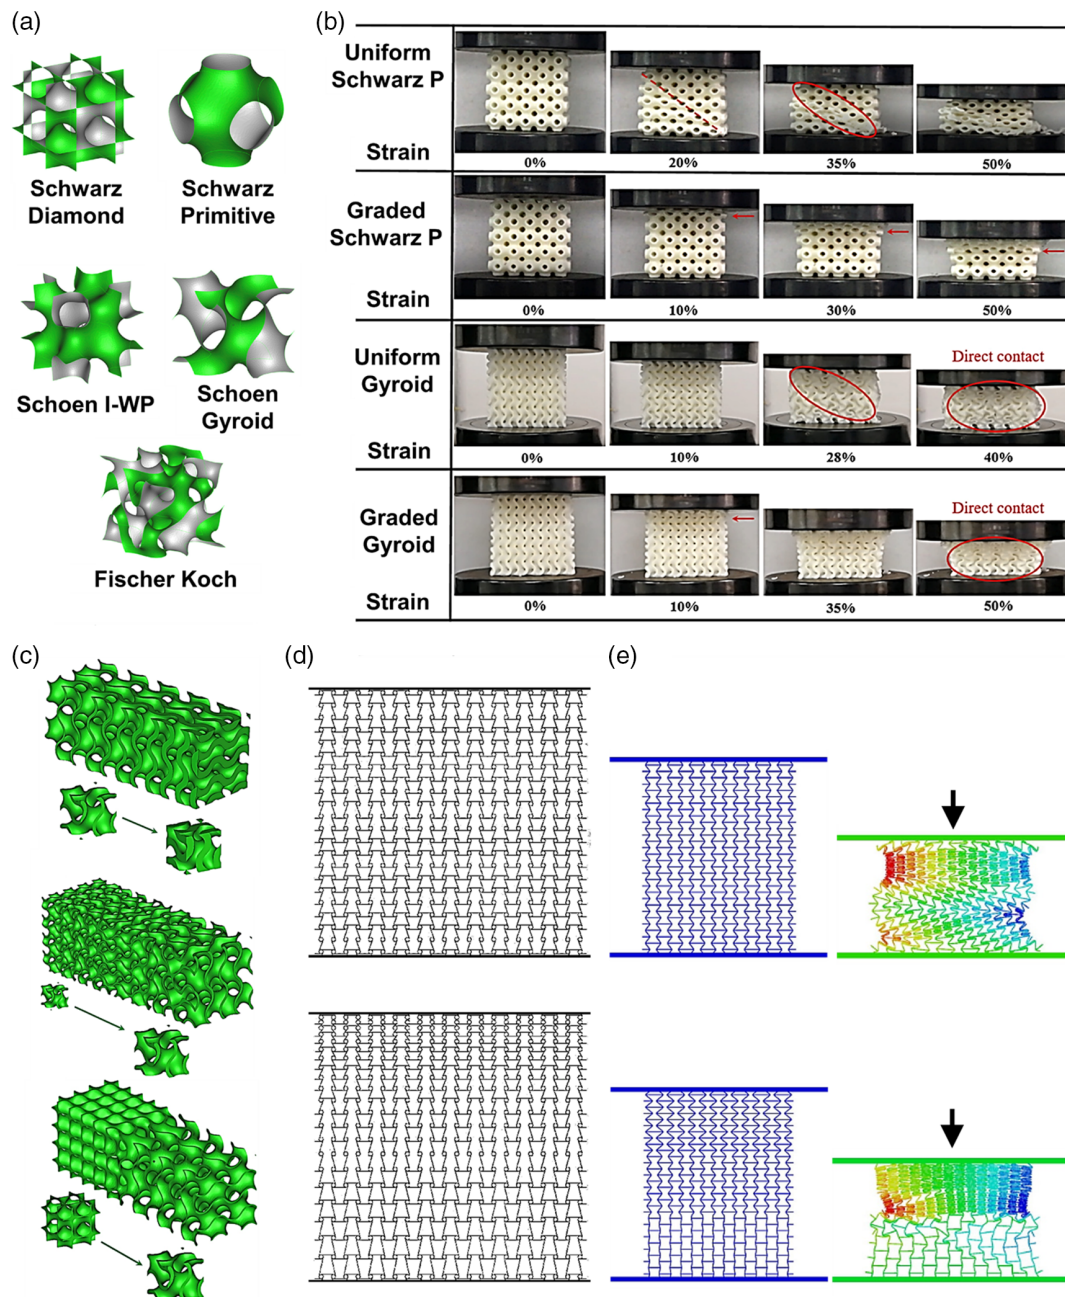 (a)
Schwarz
Diamond
Schwarz
Primitive
Schoen I-WP
Schoen
Gyroid
Fischer Koch
(b)
Uniform
Schwarz P
Strain
0%
20%
35%
50%
Graded
Schwarz P
Strain
0%
10%
30%
50%
Uniform
Gyroid
Direct contact
Strain
0%
10%
28%
40%
Graded
Gyroid
Direct contact
Strain
0%
10%
35%
50%
(c)
(d)
(e)